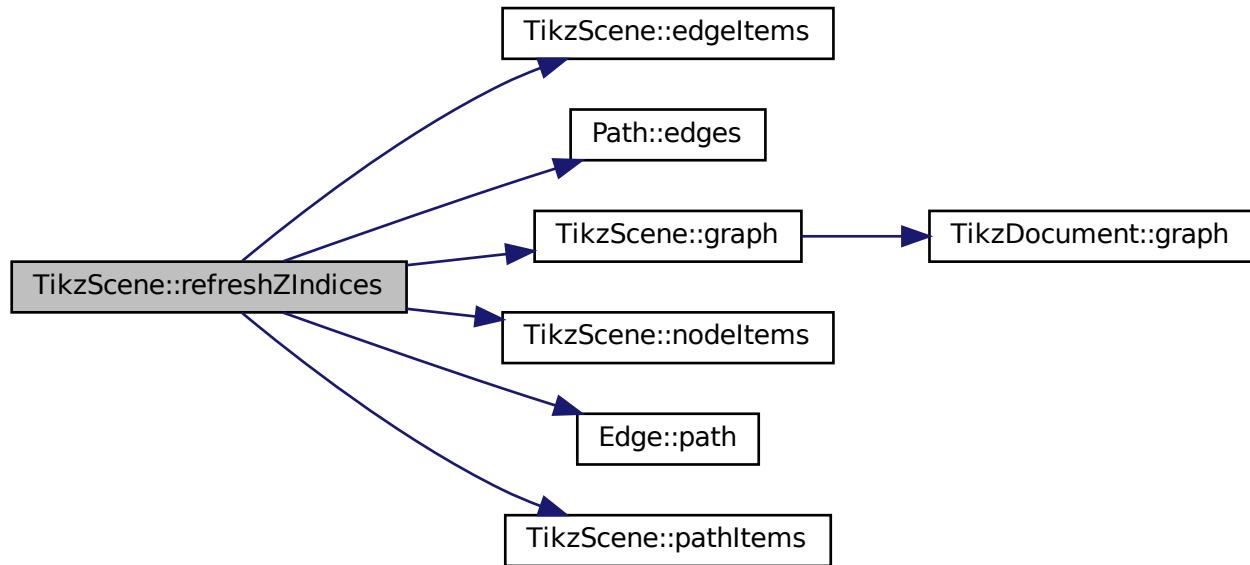 TikzScene::edgeItems
Path::edges
TikzScene::graph
TikzDocument::graph
TikzScene::refreshZIndices
TikzScene::nodeItems
Edge::path
TikzScene::pathItems